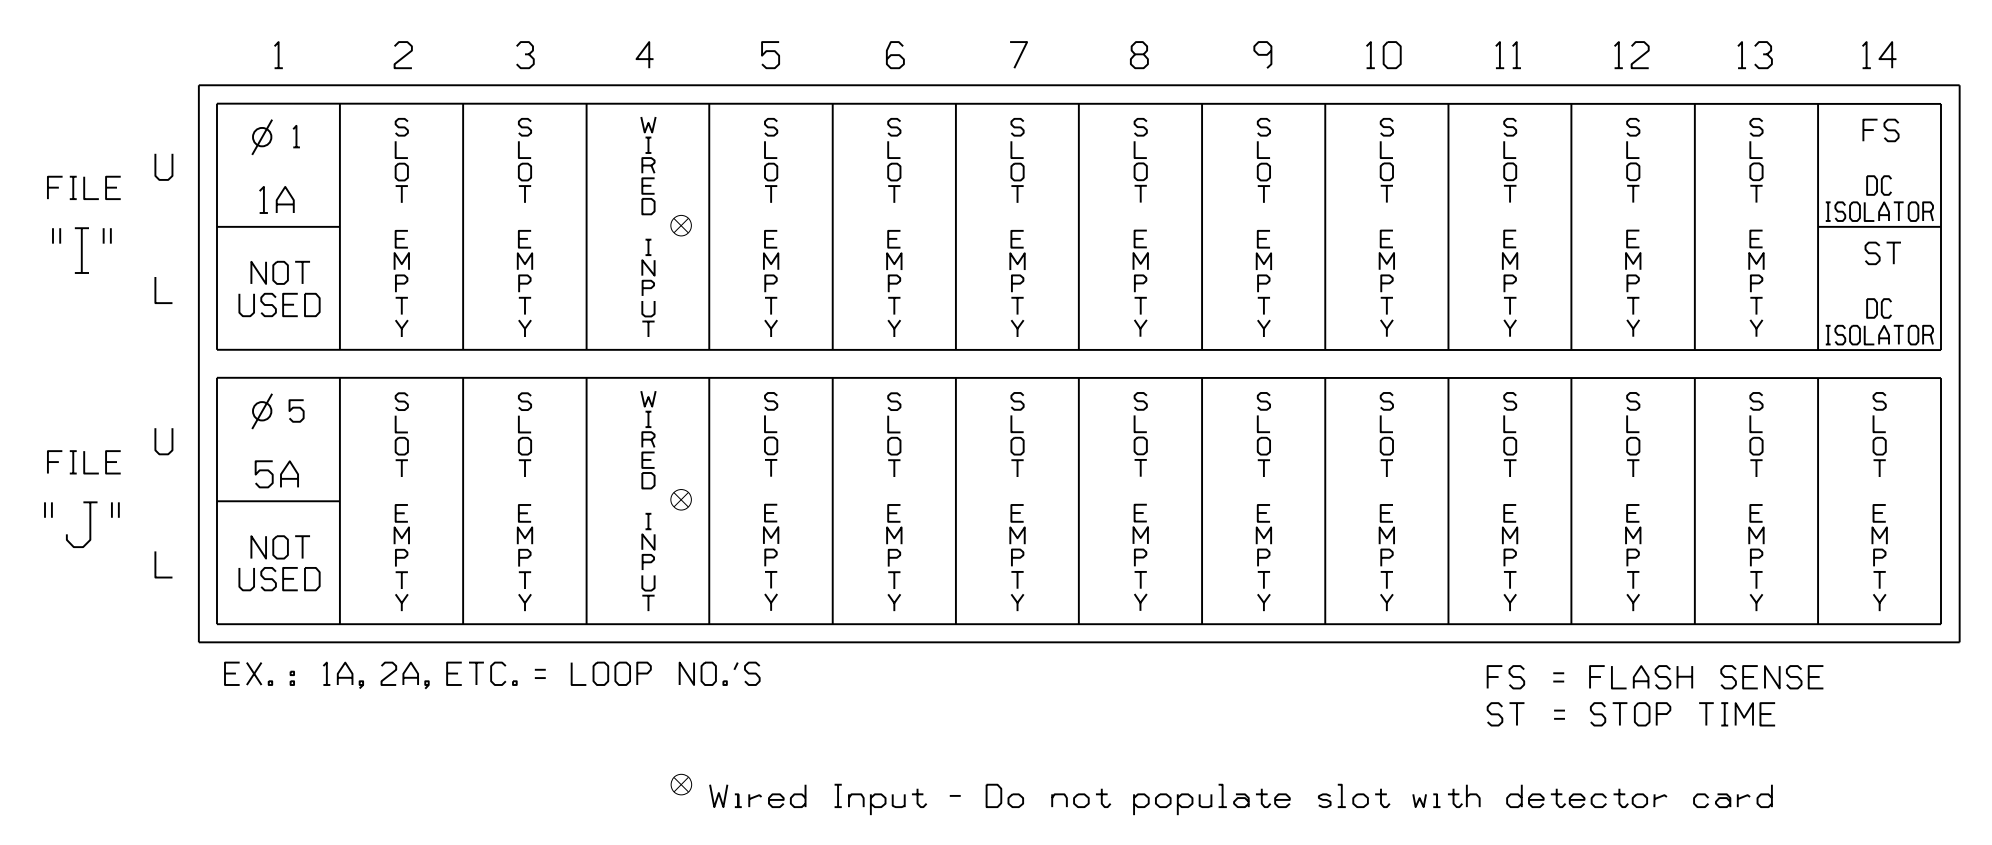 1 2 3 4 5 6 7 8 9 10 11 12 13 14
FILE "I"
U
L
Ø 1
1A
NOT
USED
SLOT EMPTY
SLOT EMPTY
WIRED INPUT ⊗
SLOT EMPTY
SLOT EMPTY
SLOT EMPTY
SLOT EMPTY
SLOT EMPTY
SLOT EMPTY
SLOT EMPTY
SLOT EMPTY
SLOT EMPTY
FS
DC
ISOLATOR
ST
DC
ISOLATOR
FILE "J"
U
L
Ø 5
5A
NOT
USED
SLOT EMPTY
SLOT EMPTY
WIRED INPUT ⊗
SLOT EMPTY
SLOT EMPTY
SLOT EMPTY
SLOT EMPTY
SLOT EMPTY
SLOT EMPTY
SLOT EMPTY
SLOT EMPTY
SLOT EMPTY
SLOT EMPTY
EX.: 1A, 2A, ETC. = LOOP NO.'S
FS = FLASH SENSE
ST = STOP TIME
⊗ Wired Input - Do not populate slot with detector card